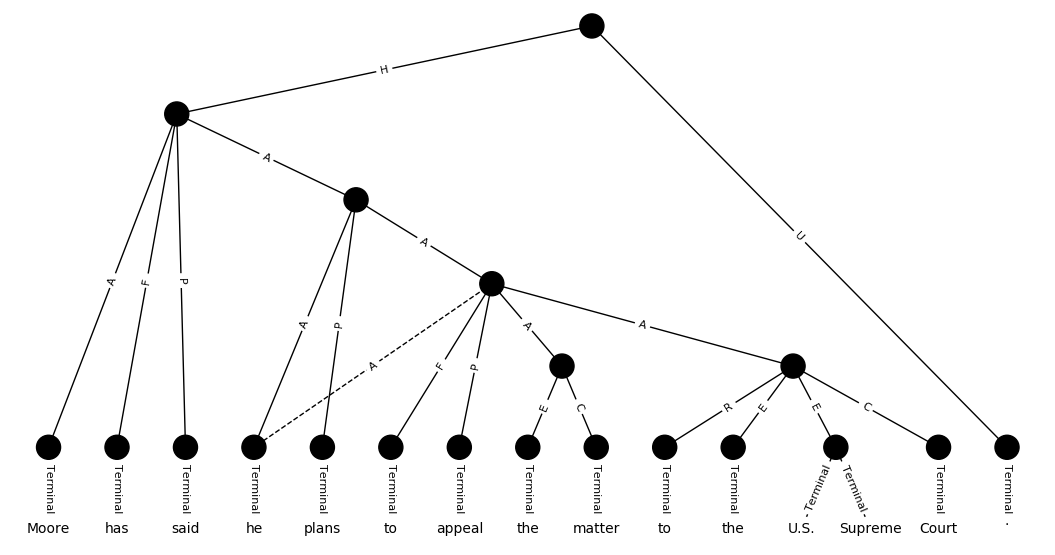 H
A
U
A
A F P
A P A F P A A
E C R E E C
Terminal Terminal Terminal Terminal Terminal Terminal Terminal Terminal Terminal Terminal Terminal Terminal Terminal Terminal Terminal
Moore has said he plans to appeal the matter to the U.S. Supreme Court .